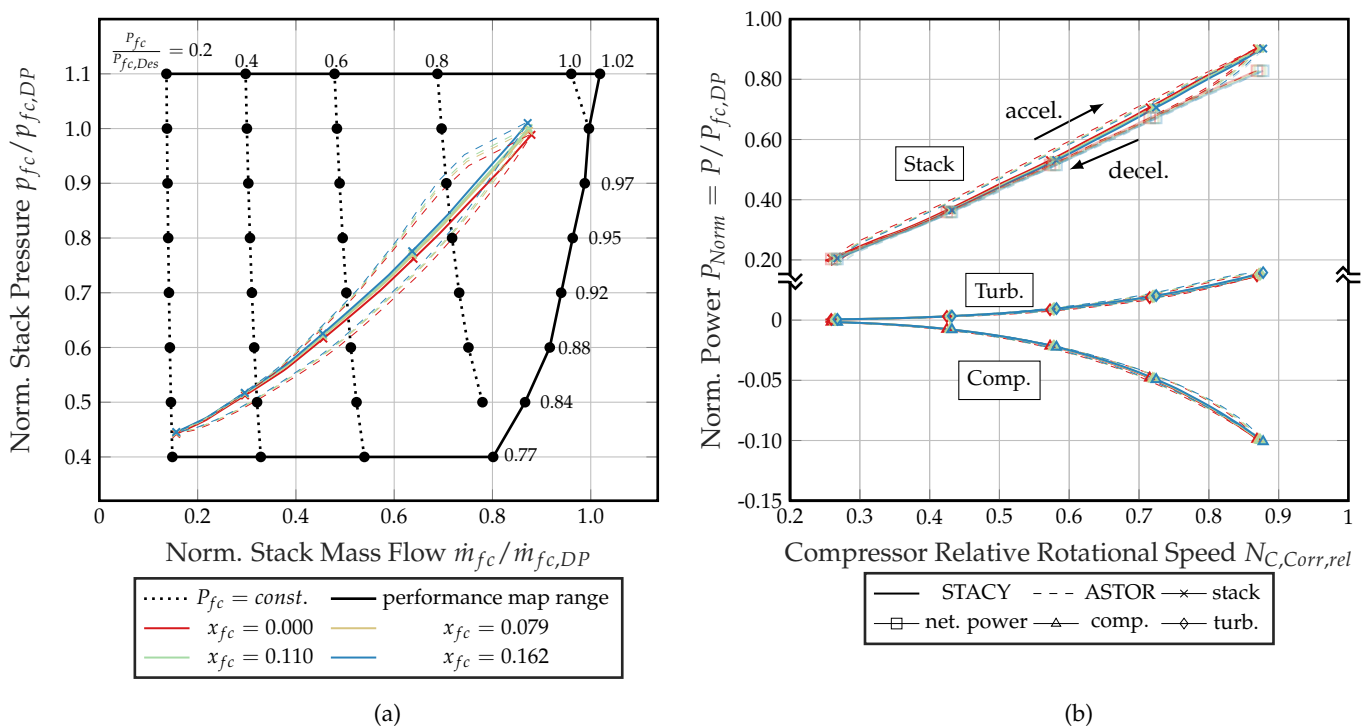 P_fc / P_fc,Des = 0.2
0.4
0.6
0.8
1.0
1.02
1.1
1.0
0.9
0.8
0.7
0.6
0.5
0.4
0.97
0.95
0.92
0.88
0.84
0.77
0
0.2
0.4
0.6
0.8
1
Norm. Stack Pressure p_fc/p_fc,DP
Norm. Stack Mass Flow ṁ_fc/ṁ_fc,DP
P_fc = const.
performance map range
x_fc = 0.000
x_fc = 0.079
x_fc = 0.110
x_fc = 0.162
(a)
1.00
0.80
0.60
0.40
0.20
0
-0.05
-0.10
-0.15
accel.
Stack
decel.
Turb.
Comp.
0.2
0.3
0.4
0.5
0.6
0.7
0.8
0.9
1
Norm. Power P_Norm = P/P_fc,DP
Compressor Relative Rotational Speed N_C,Corr,rel
STACY
ASTOR
stack
net. power
comp.
turb.
(b)